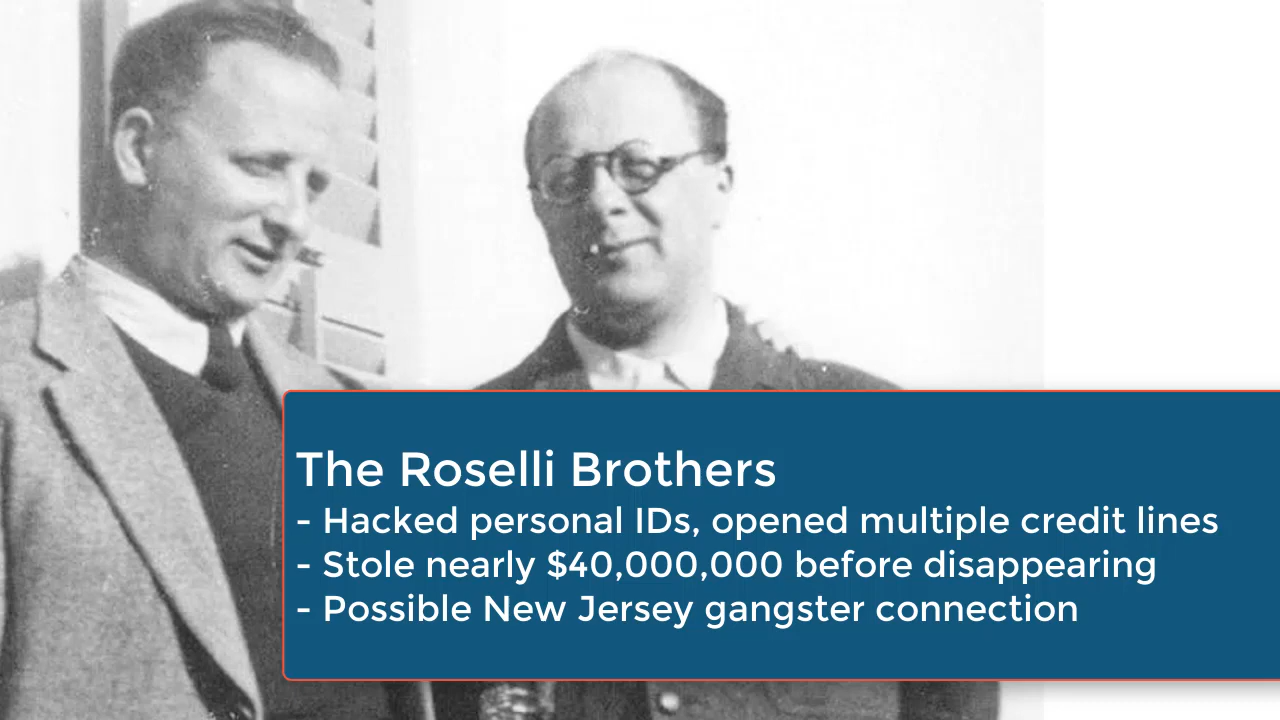 The Roselli Brothers
- Hacked personal IDs, opened multiple credit lines
- Stole nearly $40,000,000 before disappearing
- Possible New Jersey gangster connection